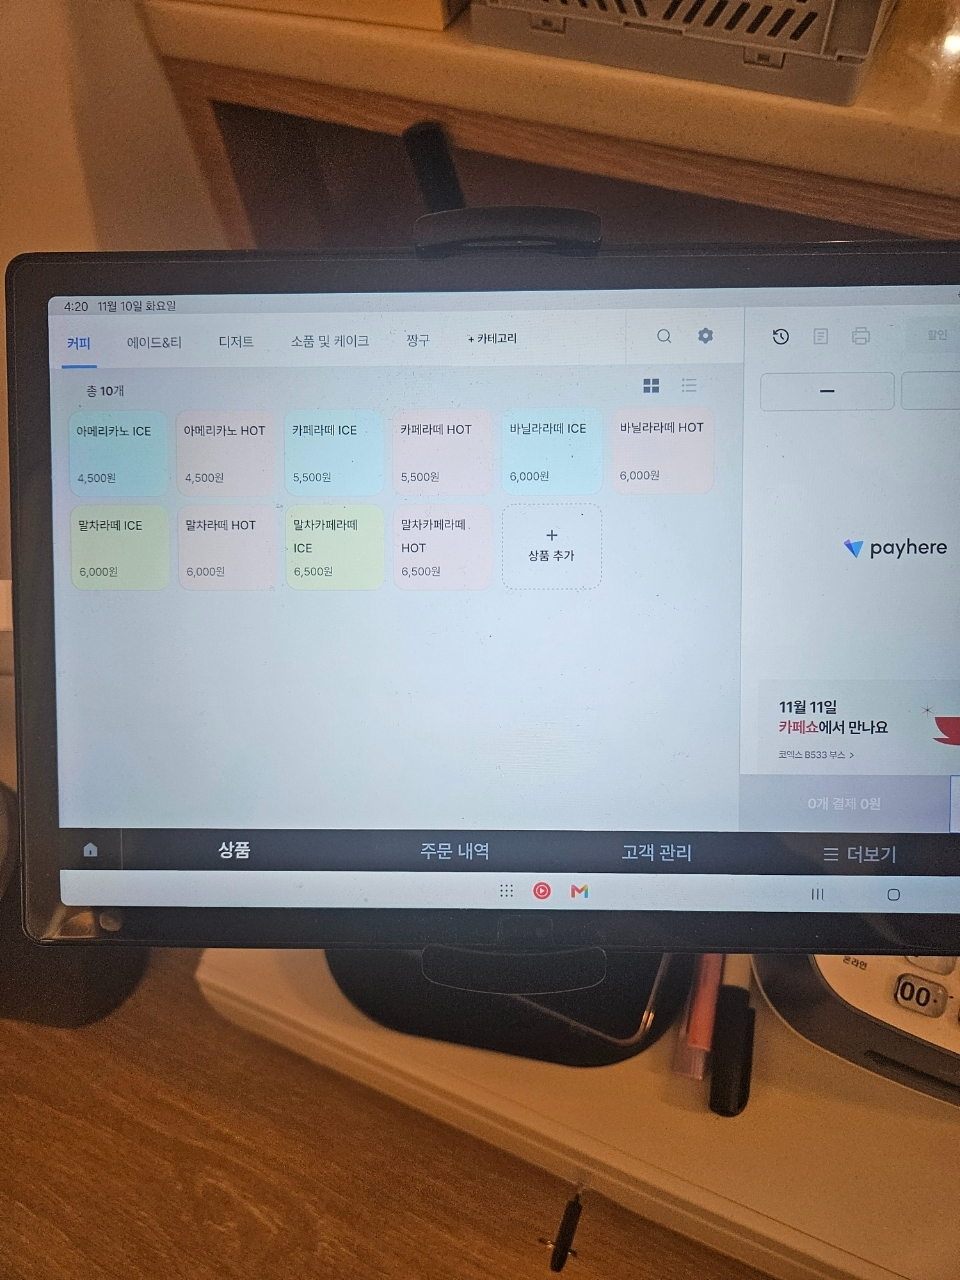 4:20 11월 10일 화요일
커피 에이드&티 디저트 소품 및 케이크 짱구 + 카테고리
할인
총 10개
아메리카노 ICE
4,500원
아메리카노 HOT
4,500원
카페라떼 ICE
5,500원
카페라떼 HOT
5,500원
바닐라라떼 ICE
6,000원
바닐라라떼 HOT
6,000원
말차라떼 ICE
6,000원
말차라떼 HOT
6,000원
말차카페라떼
ICE
6,500원
말차카페라떼
HOT
6,500원
+
상품 추가
payhere
11월 11일
카페쇼에서 만나요
코엑스 B533 부스 >
0개 결제 0원
상품 주문 내역 고객 관리 더보기
온라인
00